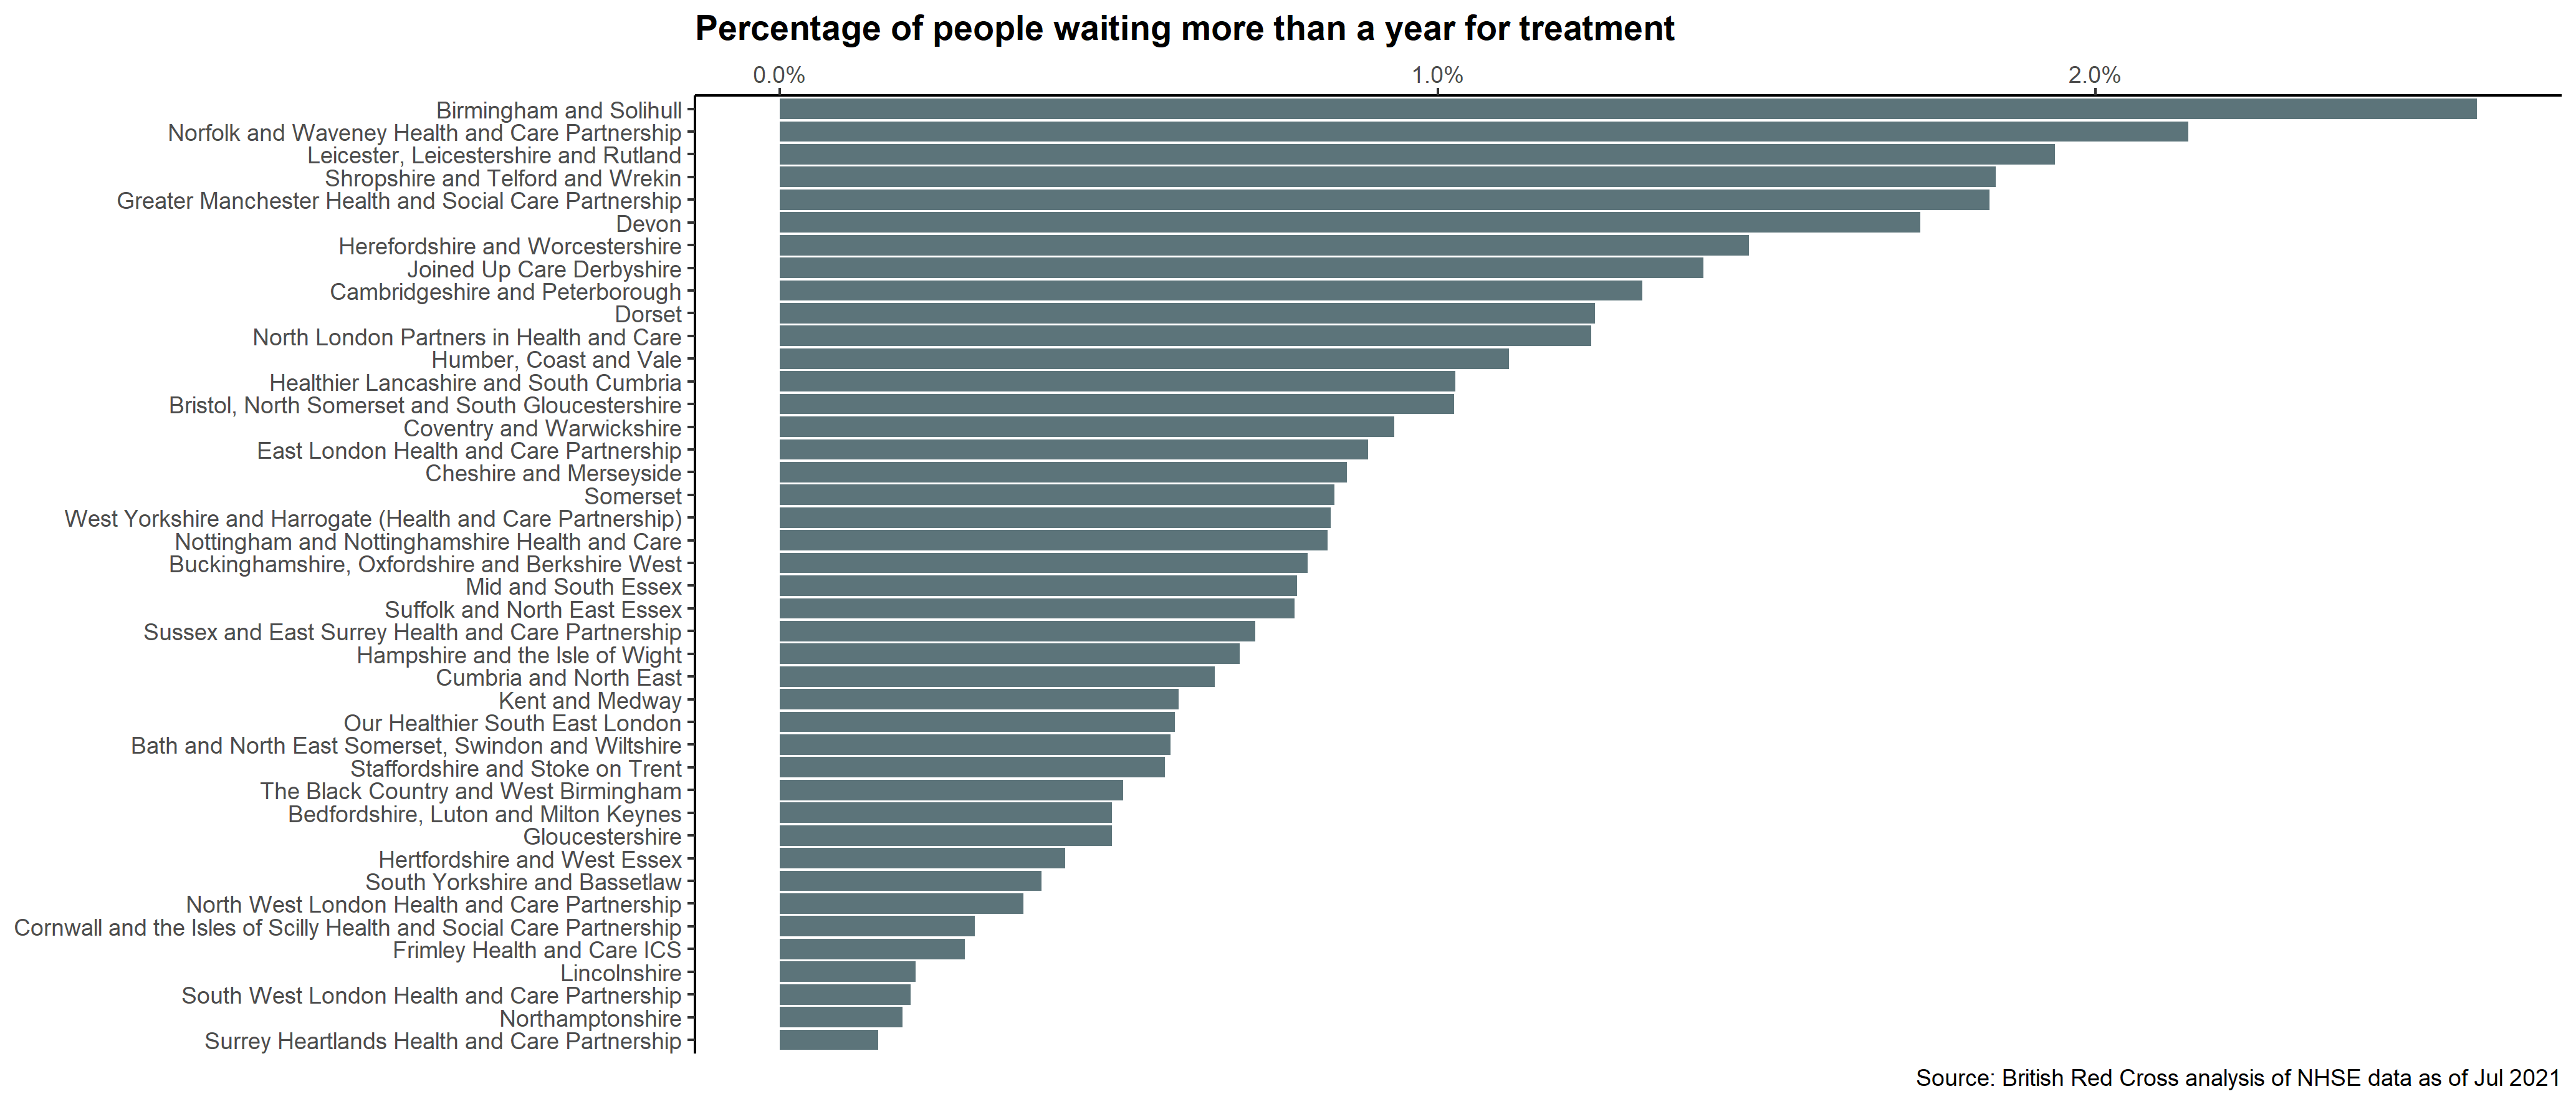 Percentage of people waiting more than a year for treatment
0.0% 1.0% 2.0%
Birmingham and Solihull
Norfolk and Waveney Health and Care Partnership
Leicester, Leicestershire and Rutland
Shropshire and Telford and Wrekin
Greater Manchester Health and Social Care Partnership
Devon
Herefordshire and Worcestershire
Joined Up Care Derbyshire
Cambridgeshire and Peterborough
Dorset
North London Partners in Health and Care
Humber, Coast and Vale
Healthier Lancashire and South Cumbria
Bristol, North Somerset and South Gloucestershire
Coventry and Warwickshire
East London Health and Care Partnership
Cheshire and Merseyside
Somerset
West Yorkshire and Harrogate (Health and Care Partnership)
Nottingham and Nottinghamshire Health and Care
Buckinghamshire, Oxfordshire and Berkshire West
Mid and South Essex
Suffolk and North East Essex
Sussex and East Surrey Health and Care Partnership
Hampshire and the Isle of Wight
Cumbria and North East
Kent and Medway
Our Healthier South East London
Bath and North East Somerset, Swindon and Wiltshire
Staffordshire and Stoke on Trent
The Black Country and West Birmingham
Bedfordshire, Luton and Milton Keynes
Gloucestershire
Hertfordshire and West Essex
South Yorkshire and Bassetlaw
North West London Health and Care Partnership
Cornwall and the Isles of Scilly Health and Social Care Partnership
Frimley Health and Care ICS
Lincolnshire
South West London Health and Care Partnership
Northamptonshire
Surrey Heartlands Health and Care Partnership
Source: British Red Cross analysis of NHSE data as of Jul 2021